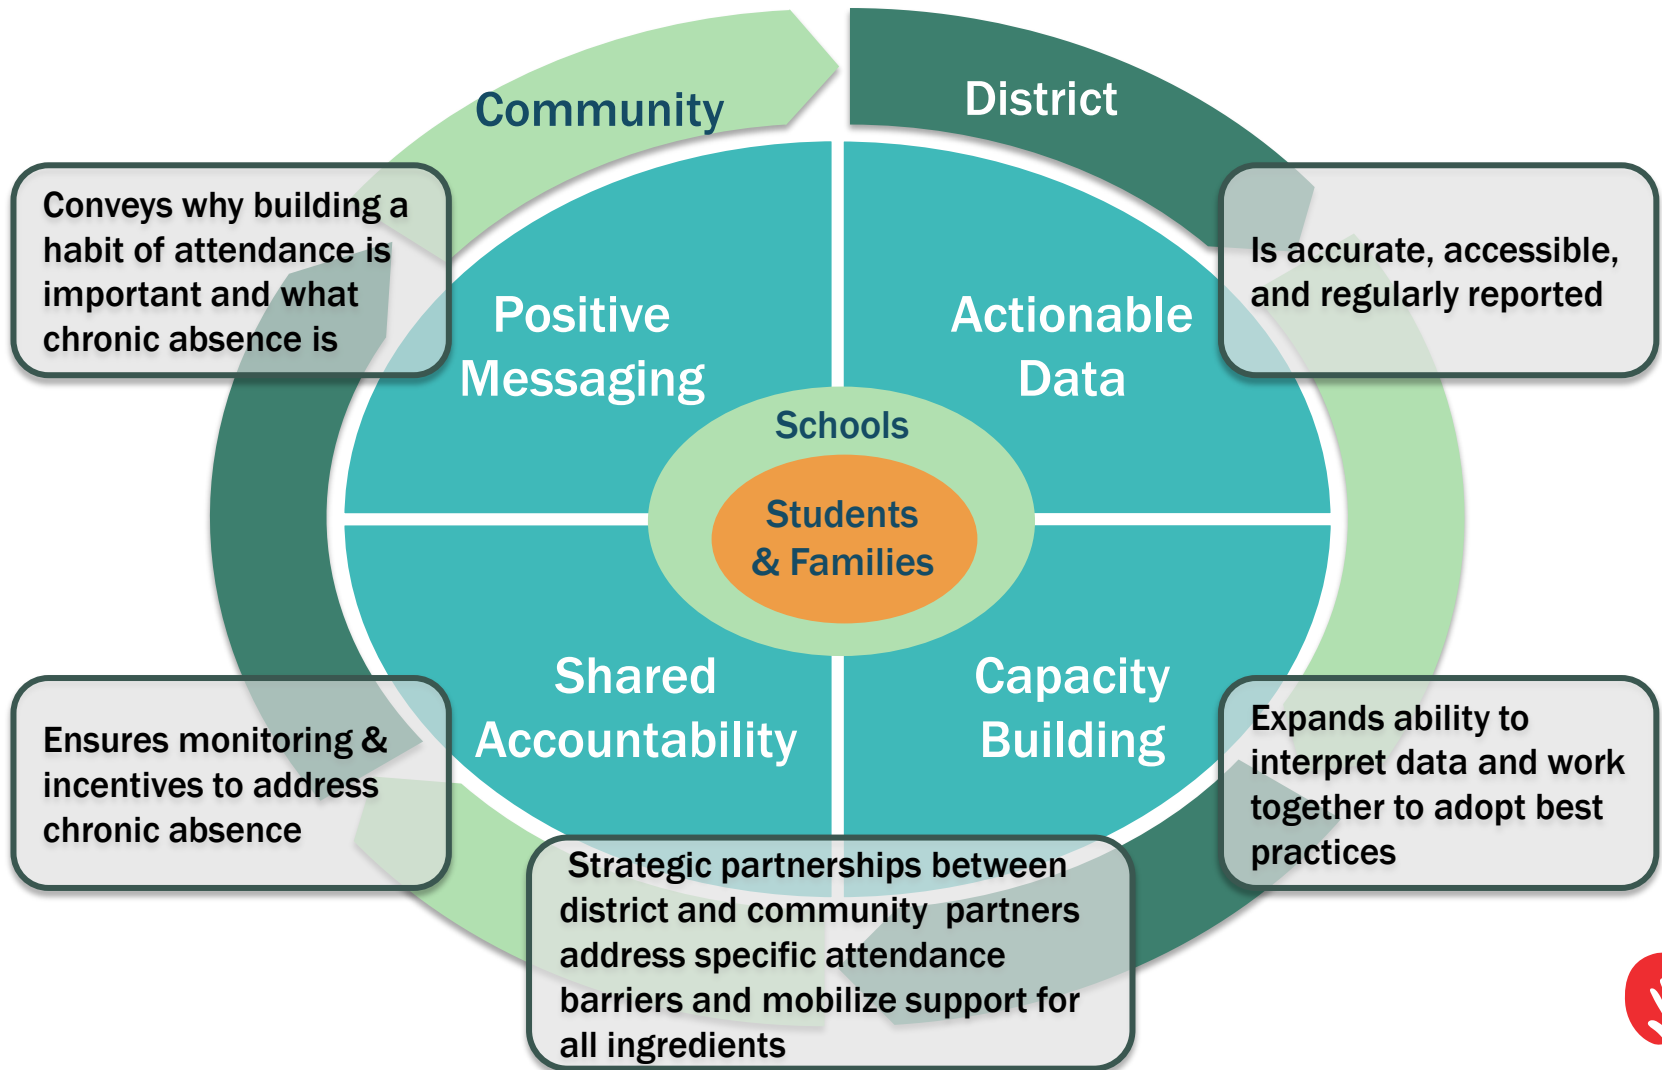 Community
District
Conveys why building a
habit of attendance is
important and what
chronic absence is
Positive
Messaging
Actionable
Data
Is accurate, accessible,
and regularly reported
Schools
Students
& Families
Shared
Accountability
Capacity
Building
Ensures monitoring &
incentives to address
chronic absence
Expands ability to
interpret data and work
together to adopt best
practices
Strategic partnerships between
district and community  partners
address specific attendance
barriers and mobilize support for
all ingredients